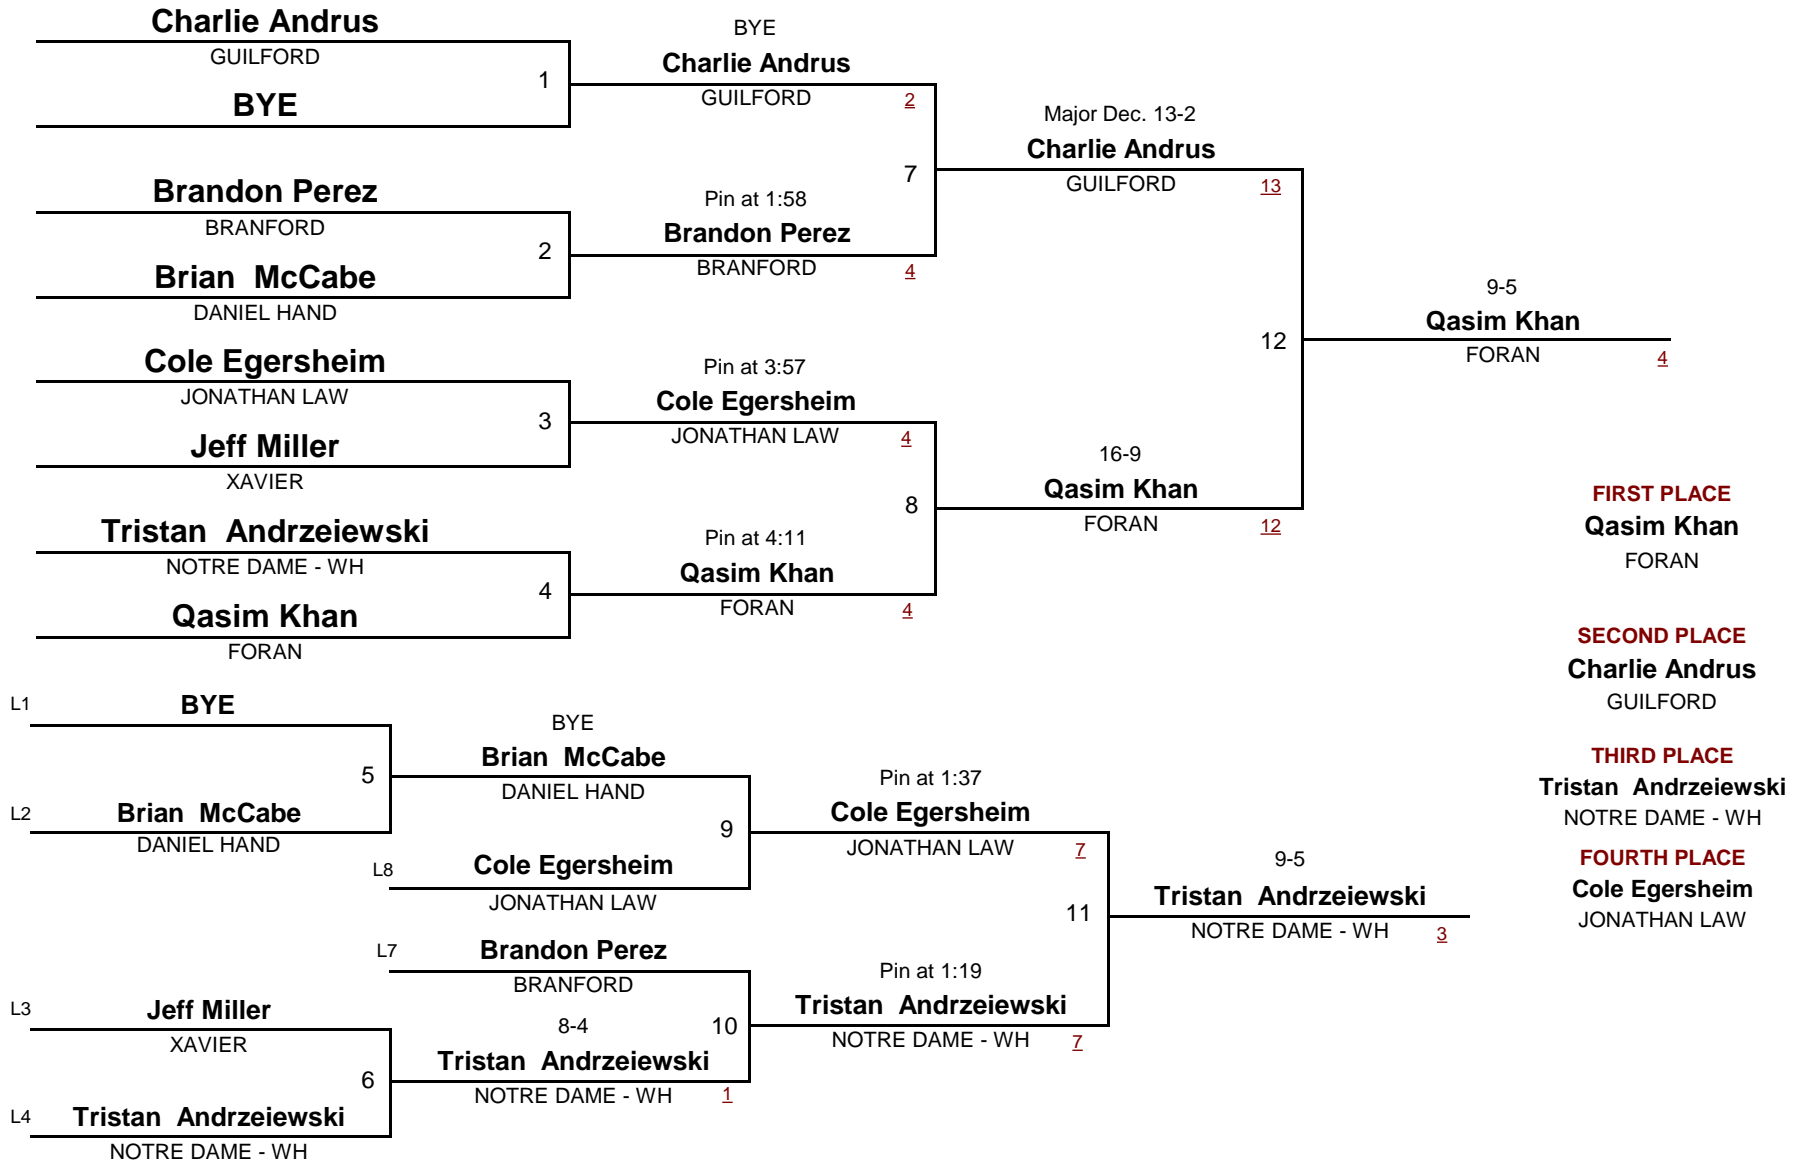 Charlie Andrus
GUILFORD
1
BYE
Brandon Perez
BRANFORD
2
Brian  McCabe
DANIEL HAND
Cole Egersheim
JONATHAN LAW
3
Jeff Miller
XAVIER
Tristan  Andrzeiewski
NOTRE DAME - WH
4
Qasim Khan
FORAN
BYE
Charlie Andrus
GUILFORD 2
7
Pin at 1:58
Brandon Perez
BRANFORD 4
Pin at 3:57
Cole Egersheim
JONATHAN LAW 4
8
Pin at 4:11
Qasim Khan
FORAN 4
Major Dec. 13-2
Charlie Andrus
GUILFORD 13
12
16-9
Qasim Khan
FORAN 12
9-5
Qasim Khan
FORAN 4
FIRST PLACE
Qasim Khan
FORAN
SECOND PLACE
Charlie Andrus
GUILFORD
THIRD PLACE
Tristan  Andrzeiewski
NOTRE DAME - WH
FOURTH PLACE
Cole Egersheim
JONATHAN LAW
L1 BYE
5
L2 Brian  McCabe
DANIEL HAND
BYE
Brian  McCabe
DANIEL HAND
9
L8 Cole Egersheim
JONATHAN LAW
L7 Brandon Perez
BRANFORD
L3 Jeff Miller
XAVIER
6
L4 Tristan  Andrzeiewski
NOTRE DAME - WH
8-4
10
Tristan  Andrzeiewski
NOTRE DAME - WH 1
Pin at 1:37
Cole Egersheim
JONATHAN LAW 7
11
Pin at 1:19
Tristan  Andrzeiewski
NOTRE DAME - WH 7
9-5
Tristan  Andrzeiewski
NOTRE DAME - WH 3